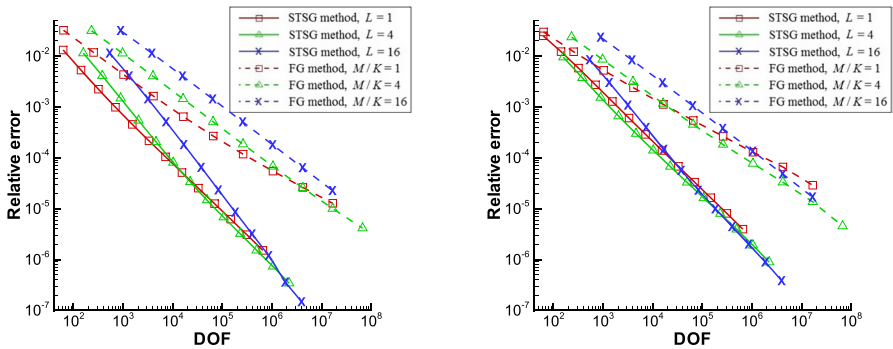 STSG method, L = 1
STSG method, L = 4
STSG method, L = 16
FG method, M / K = 1
FG method, M / K = 4
FG method, M / K = 16
10^-2
10^-3
10^-4
10^-5
10^-6
10^-7
Relative error
10^2 10^3 10^4 10^5 10^6 10^7 10^8
DOF
STSG method, L = 1
STSG method, L = 4
STSG method, L = 16
FG method, M / K = 1
FG method, M / K = 4
FG method, M / K = 16
10^-2
10^-3
10^-4
10^-5
10^-6
10^-7
Relative error
10^2 10^3 10^4 10^5 10^6 10^7 10^8
DOF